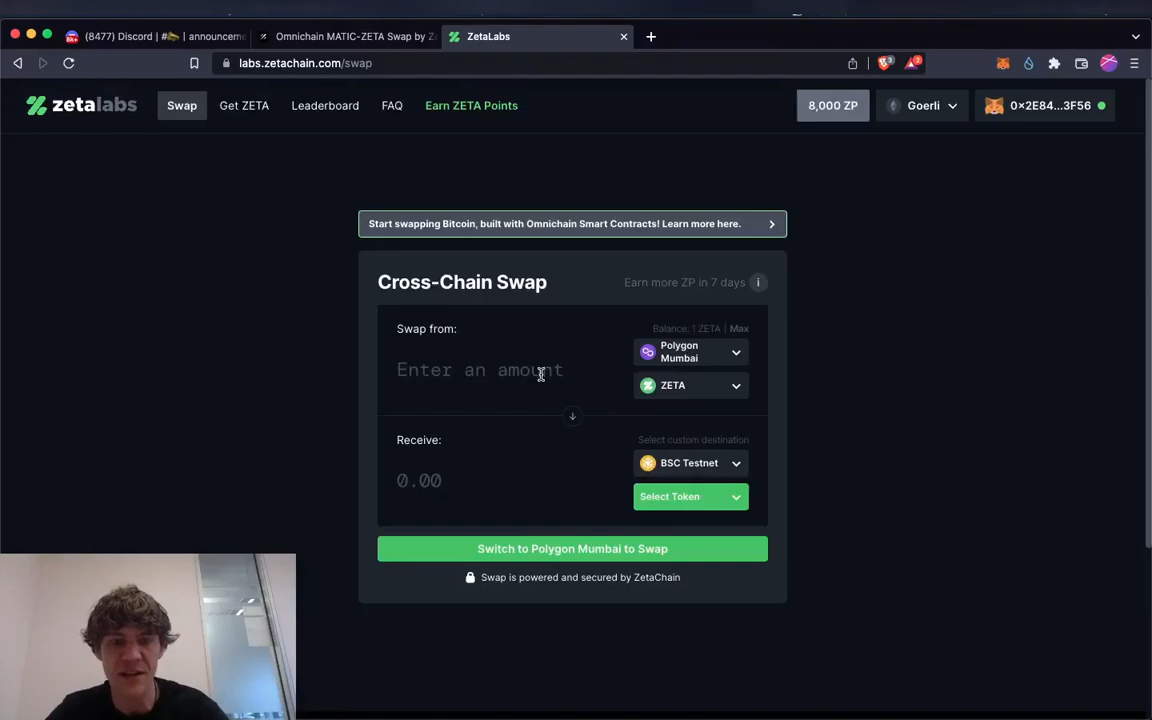 8k+
(8477) Discord | #
| announceme
Omnichain MATIC-ZETA Swap by Z
ZetaLabs
labs.zetachain.com/swap
3
2
zetalabs
Swap
Get ZETA
Leaderboard
FAQ
Earn ZETA Points
8,000 ZP
Goerli
0x2E84...3F56
Start swapping Bitcoin, built with Omnichain Smart Contracts! Learn more here.
Cross-Chain Swap
Earn more ZP in 7 days
i
Swap from:
Balance: 1 ZETA | Max
Enter an amount
Polygon
Mumbai
ZETA
Receive:
Select custom destination
0.00
BSC Testnet
Select Token
Switch to Polygon Mumbai to Swap
Swap is powered and secured by ZetaChain